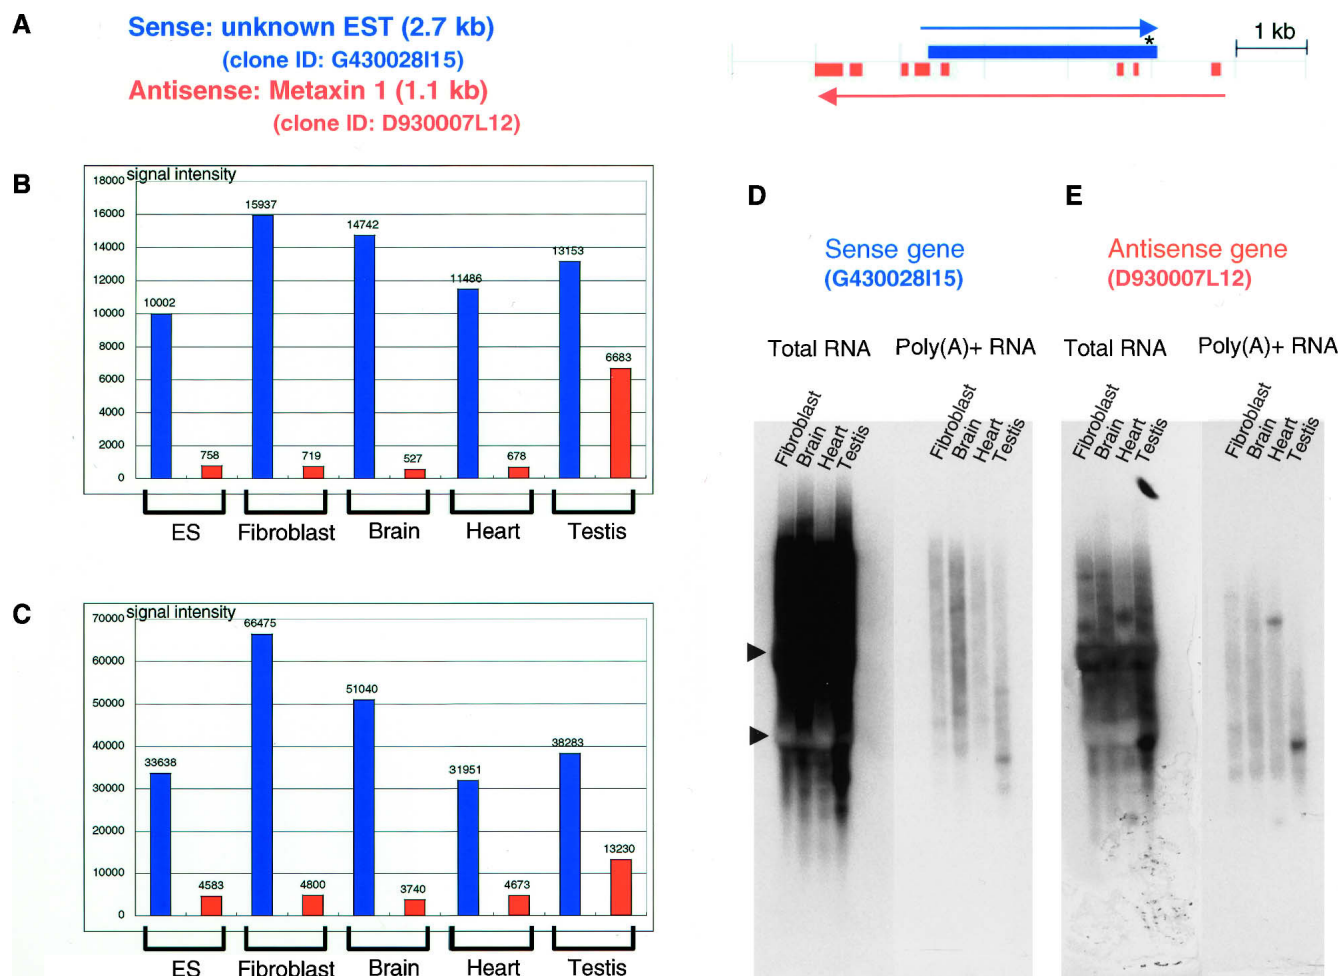 A
Sense: unknown EST (2.7 kb)
(clone ID: G430028I15)
Antisense: Metaxin 1 (1.1 kb)
(clone ID: D930007L12)
*
1 kb
B
signal intensity
18000
16000
14000
12000
10000
8000
6000
4000
2000
0
10002
758
15937
719
14742
527
11486
678
13153
6683
ES
Fibroblast
Brain
Heart
Testis
C
signal intensity
70000
60000
50000
40000
30000
20000
10000
0
33638
4583
66475
4800
51040
3740
31951
4673
38283
13230
ES
Fibroblast
Brain
Heart
Testis
D
Sense gene
(G430028I15)
Total RNA
Poly(A)+ RNA
Fibroblast
Brain
Heart
Testis
Fibroblast
Brain
Heart
Testis
E
Antisense gene
(D930007L12)
Total RNA
Poly(A)+ RNA
Fibroblast
Brain
Heart
Testis
Fibroblast
Brain
Heart
Testis